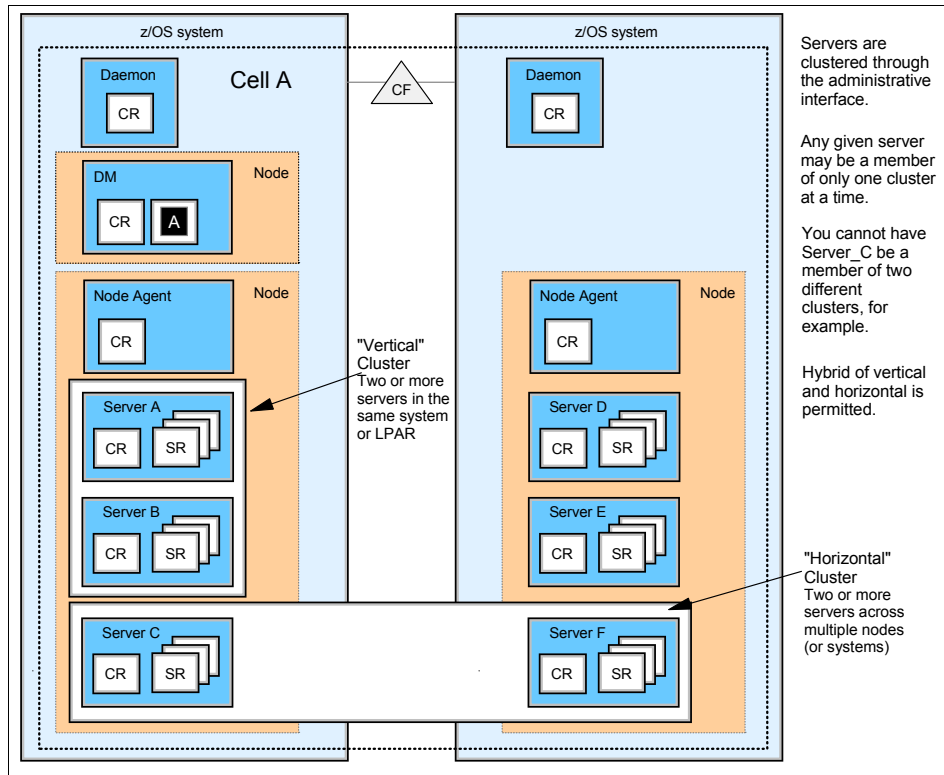 z/OS system
Daemon
CR
Cell A
DM
Node
CR
A
Node Agent
Node
CR
Server A
CR
SR
Server B
CR
SR
Server C
CR
SR
CF
"Vertical"
Cluster
Two or more
servers in the
same system
or LPAR
z/OS system
Daemon
CR
Node Agent
Node
CR
Server D
CR
SR
Server E
CR
SR
Server F
CR
SR
Servers are
clustered through
the administrative
interface.
Any given server
may be a member
of only one cluster
at a time.
You cannot have
Server_C be a
member of two
different
clusters, for
example.
Hybrid of vertical
and horizontal is
permitted.
"Horizontal"
Cluster
Two or more
servers across
multiple nodes
(or systems)